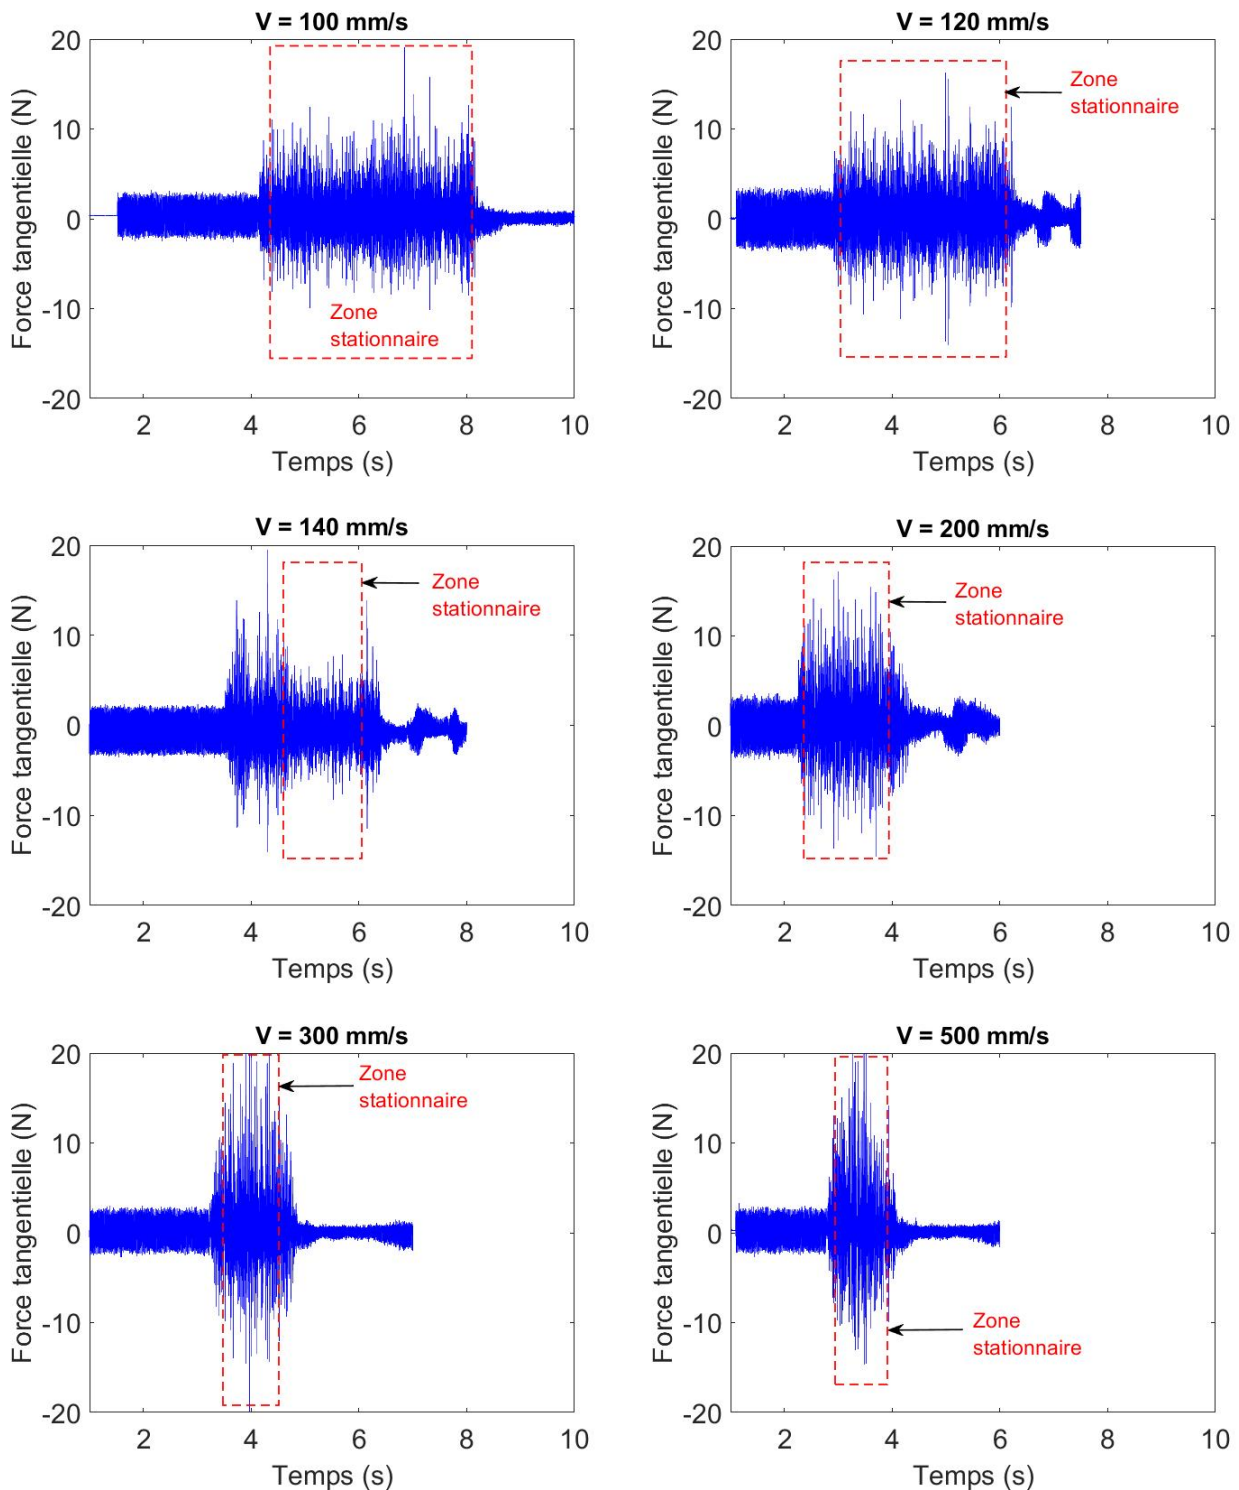 V = 100 mm/s
20
10
0
-10
-20
Force tangentielle (N)
Zone
stationnaire
2 4 6 8 10
Temps (s)
V = 120 mm/s
20
10
0
-10
-20
Force tangentielle (N)
Zone
stationnaire
2 4 6 8 10
Temps (s)
V = 140 mm/s
20
10
0
-10
-20
Force tangentielle (N)
Zone
stationnaire
2 4 6 8 10
Temps (s)
V = 200 mm/s
20
10
0
-10
-20
Force tangentielle (N)
Zone
stationnaire
2 4 6 8 10
Temps (s)
V = 300 mm/s
20
10
0
-10
-20
Force tangentielle (N)
Zone
stationnaire
2 4 6 8 10
Temps (s)
V = 500 mm/s
20
10
0
-10
-20
Force tangentielle (N)
Zone
stationnaire
2 4 6 8 10
Temps (s)